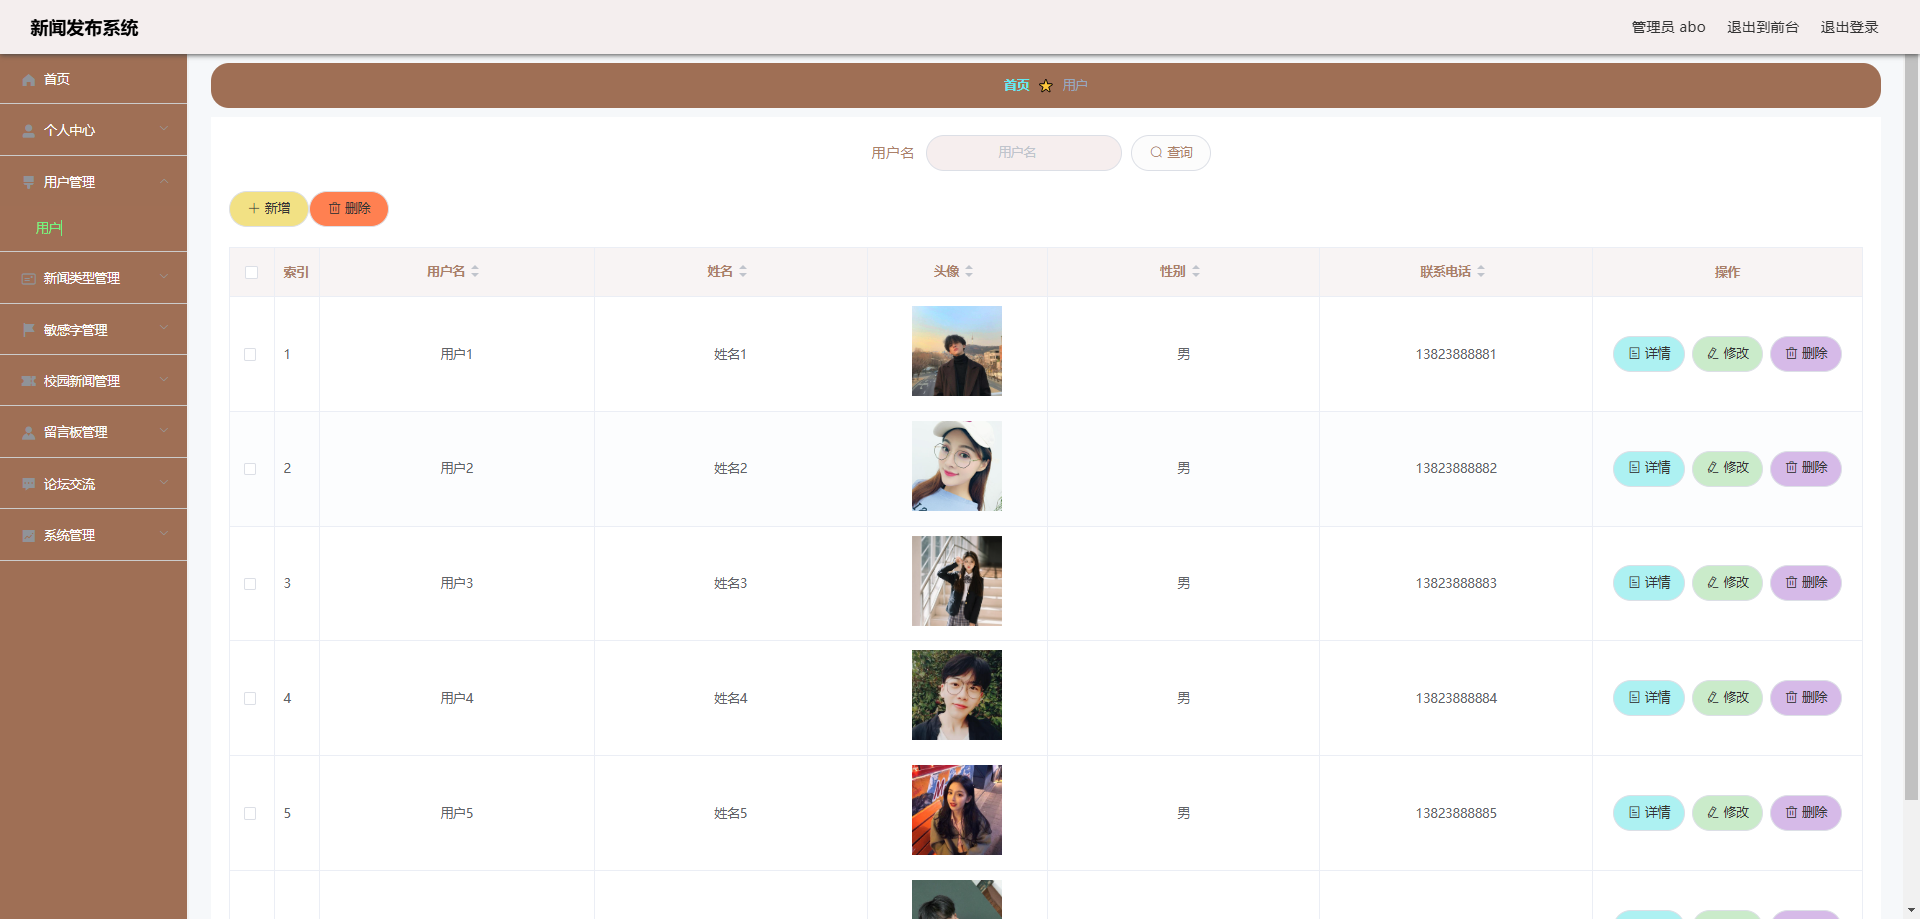 新闻发布系统
管理员 abo 退出到前台 退出登录
首页
个人中心
用户管理
用户
新闻类型管理
敏感字管理
校园新闻管理
留言板管理
论坛交流
系统管理
首页 用户
用户名 用户名 查询
新增 删除
索引 用户名 姓名 头像 性别 联系电话 操作
1 用户1 姓名1 男 13823888881 详情 修改 删除
2 用户2 姓名2 男 13823888882 详情 修改 删除
3 用户3 姓名3 男 13823888883 详情 修改 删除
4 用户4 姓名4 男 13823888884 详情 修改 删除
5 用户5 姓名5 男 13823888885 详情 修改 删除